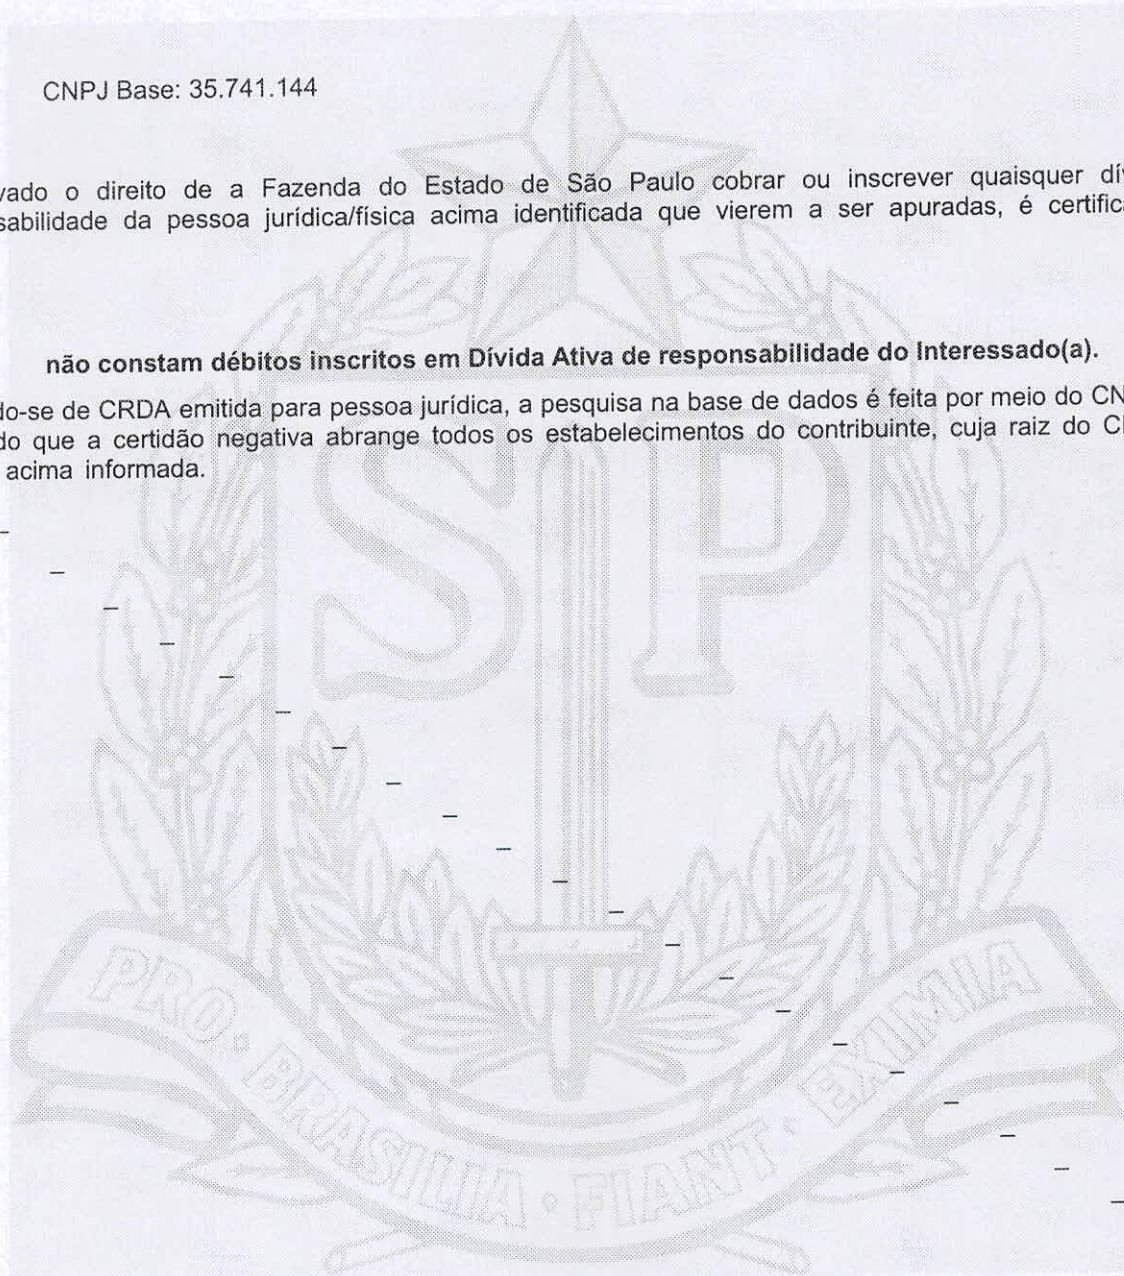 CNPJ Base: 35.741.144
vado o direito de a Fazenda do Estado de São Paulo cobrar ou inscrever quaisquer dív
sabilidade da pessoa jurídica/física acima identificada que vierem a ser apuradas, é certific
não constam débitos inscritos em Dívida Ativa de responsabilidade do Interessado(a).
do-se de CRDA emitida para pessoa jurídica, a pesquisa na base de dados é feita por meio do CN
do que a certidão negativa abrange todos os estabelecimentos do contribuinte, cuja raiz do C
acima informada.
SP
PRO · BRASILIA · FIANT · EXIMIA